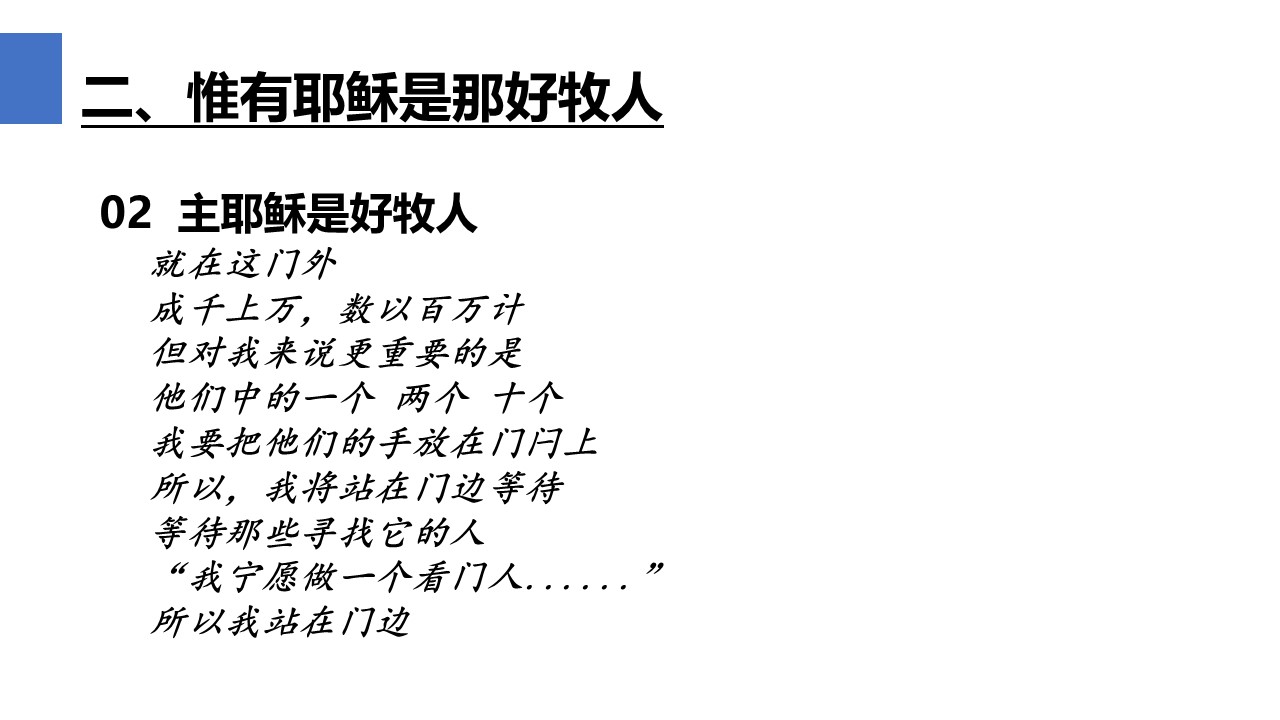 二、惟有耶稣是那好牧人
02 主耶稣是好牧人
就在这门外
成千上万，数以百万计
但对我来说更重要的是
他们中的一个 两个 十个
我要把他们的手放在门闩上
所以，我将站在门边等待
等待那些寻找它的人
“我宁愿做一个看门人......”
所以我站在门边